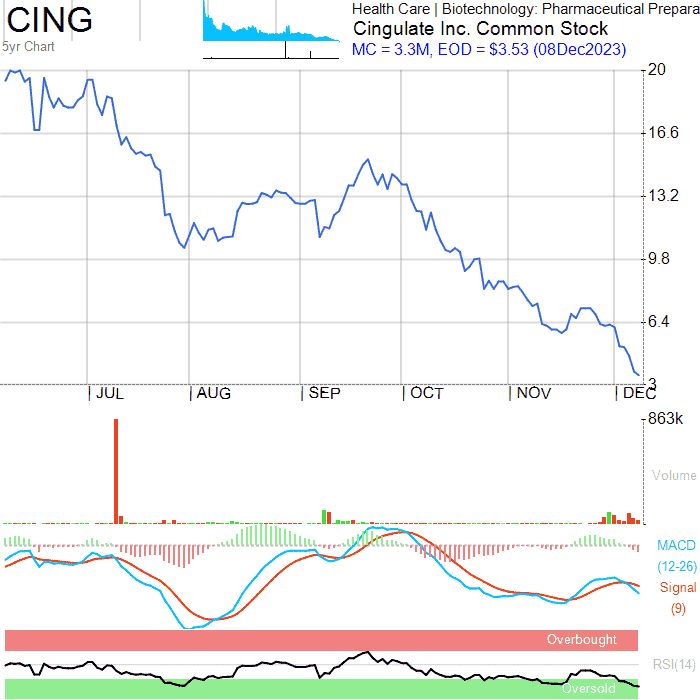 CING
5yr Chart
Health Care | Biotechnology: Pharmaceutical Prepara
Cingulate Inc. Common Stock
MC = 3.3M, EOD = $3.53 (08Dec2023)
20
16.6
13.2
9.8
6.4
3
JUL AUG SEP OCT NOV DEC
863k
Volume
MACD
(12-26)
Signal
(9)
Overbought
RSI(14)
Oversold